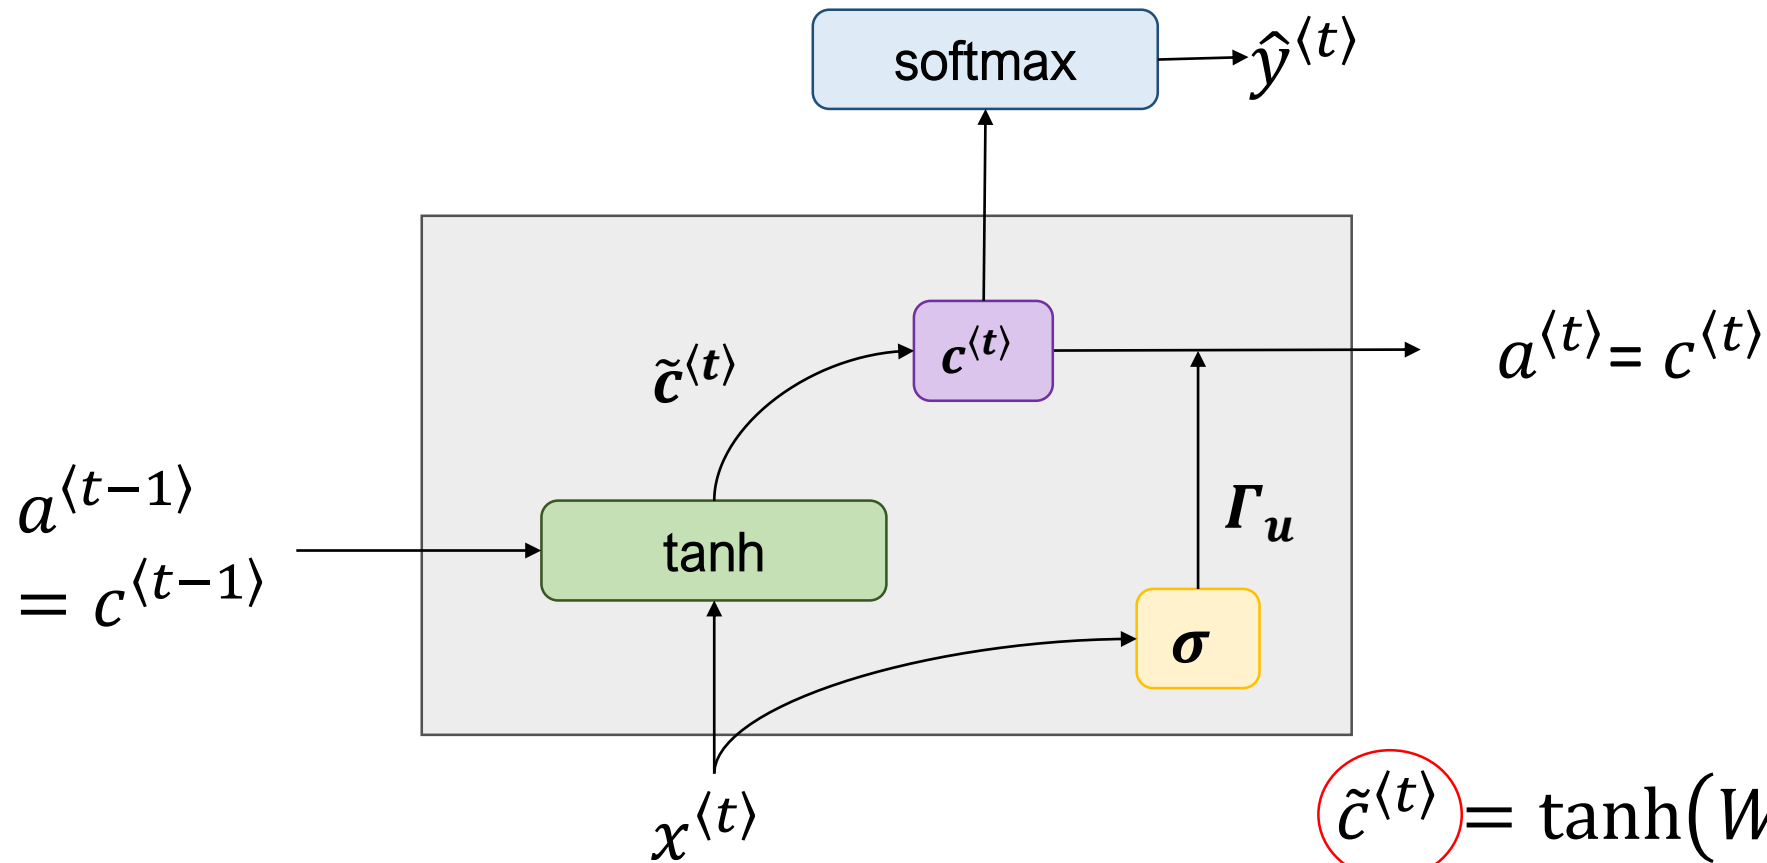 softmax
ŷ⟨t⟩
c⟨t⟩
c̃⟨t⟩
a⟨t⟩= c⟨t⟩
a⟨t−1⟩
= c⟨t−1⟩
tanh
Γu
σ
x⟨t⟩
c̃⟨t⟩ = tanh(W